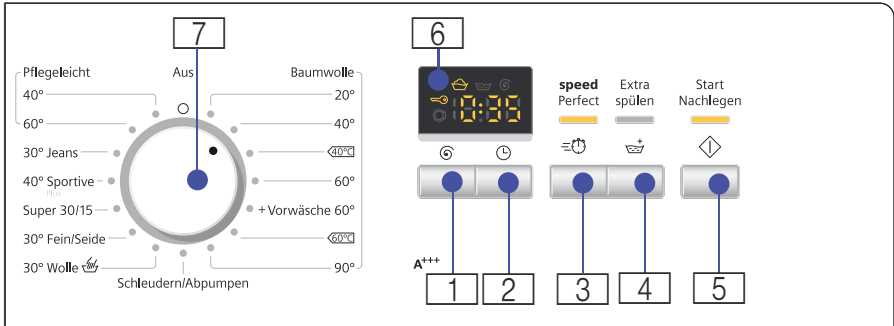 7
6
Pflegeleicht
Aus
Baumwolle
40°
20°
60°
40°
30° Jeans
40°C
40° Sportive
Plus
60°
Super 30/15
+Vorwäsche 60°
30° Fein/Seide
60°C
30° Wolle
90°
Schleudern/Abpumpen
0:35
speed
Perfect
Extra
spülen
Start
Nachlegen
A+++
1
2
3
4
5